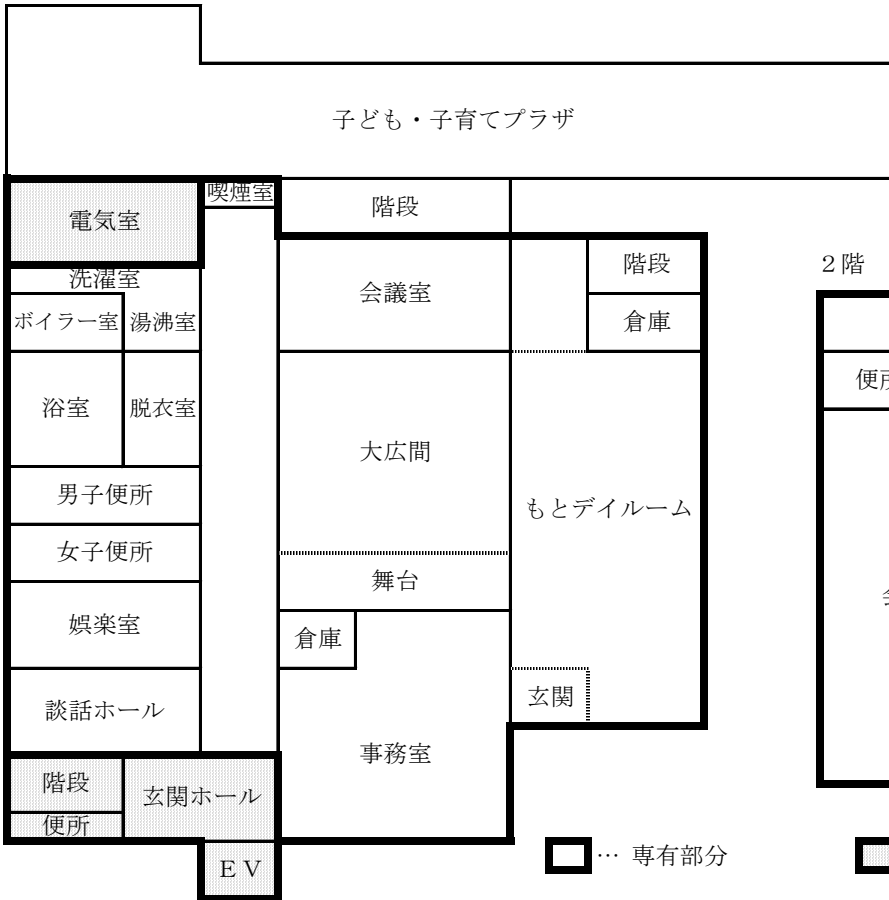 子ども・子育てプラザ
電気室
喫煙室
階段
会議室
階段
２階
洗濯室
ボイラー室
湯沸室
倉庫
便所
浴室
脱衣室
大広間
男子便所
もとデイルーム
女子便所
舞台
娯楽室
倉庫
談話ホール
玄関
事務室
階段
玄関ホール
便所
ＥＶ
… 専有部分